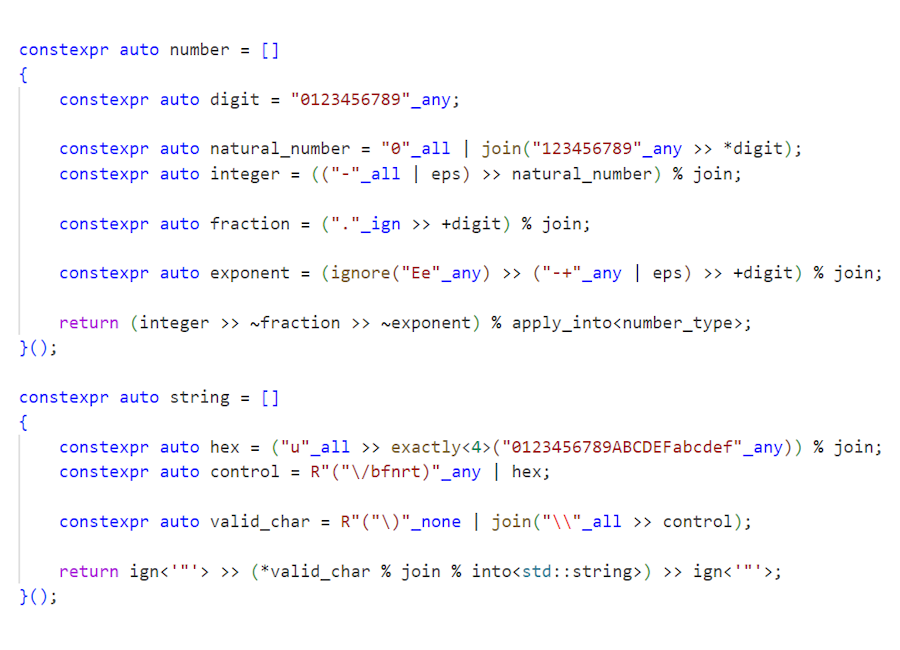 constexpr auto number = []
{
    constexpr auto digit = "0123456789"_any;

    constexpr auto natural_number = "0"_all | join("123456789"_any >> *digit);
    constexpr auto integer = (("-"_all | eps) >> natural_number) % join;

    constexpr auto fraction = ("."_ign >> +digit) % join;

    constexpr auto exponent = (ignore("Ee"_any) >> ("-+"_any | eps) >> +digit) % join;

    return (integer >> ~fraction >> ~exponent) % apply_into<number_type>;
}();

constexpr auto string = []
{
    constexpr auto hex = ("u"_all >> exactly<4>("0123456789ABCDEFabcdef"_any)) % join;
    constexpr auto control = R"("\/bfnrt)"_any | hex;

    constexpr auto valid_char = R"("\)"_none | join("\\"_all >> control);

    return ign<'"'> >> (*valid_char % join % into<std::string>) >> ign<'"'>;
}();